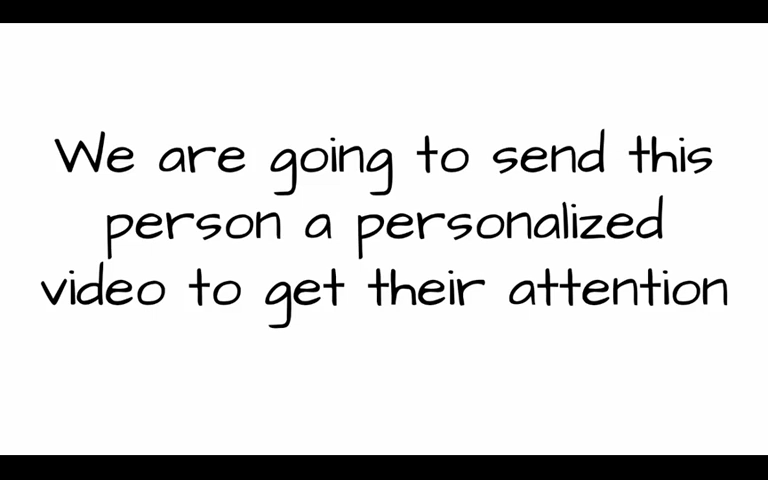 We are going to send this
person a personalized
video to get their attention